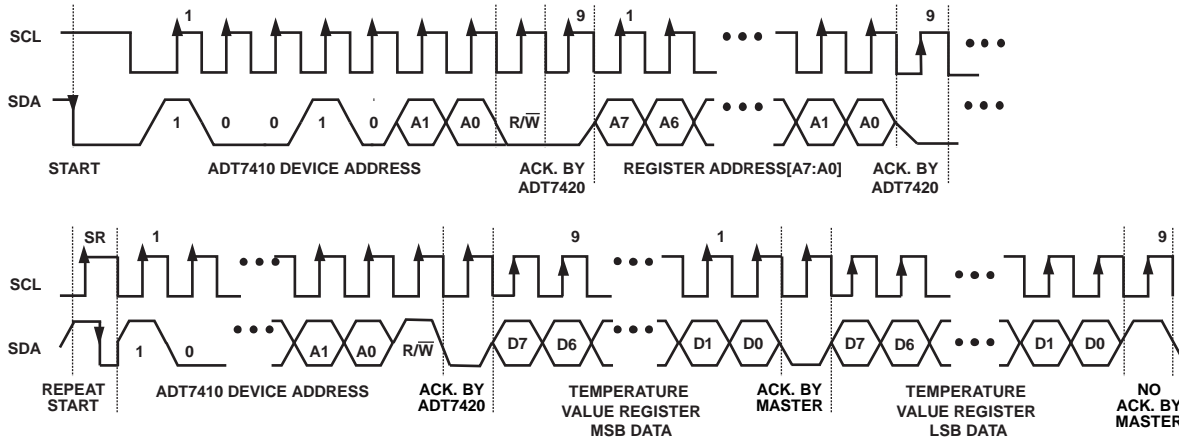 1 9 1
SCL
SDA
1 0 0 1 0 A1 A0 R/W A7 A6 A1 A0
START ADT7410 DEVICE ADDRESS ACK. BY ADT7420 REGISTER ADDRESS[A7:A0] ACK. BY ADT7420
9
SR 1 9 1 9
SCL
SDA
1 0 A1 A0 R/W D7 D6 D1 D0 D7 D6 D1 D0
REPEAT START
ADT7410 DEVICE ADDRESS
ACK. BY ADT7420
TEMPERATURE
VALUE REGISTER
MSB DATA
ACK. BY
MASTER
TEMPERATURE
VALUE REGISTER
LSB DATA
NO
ACK. BY
MASTER